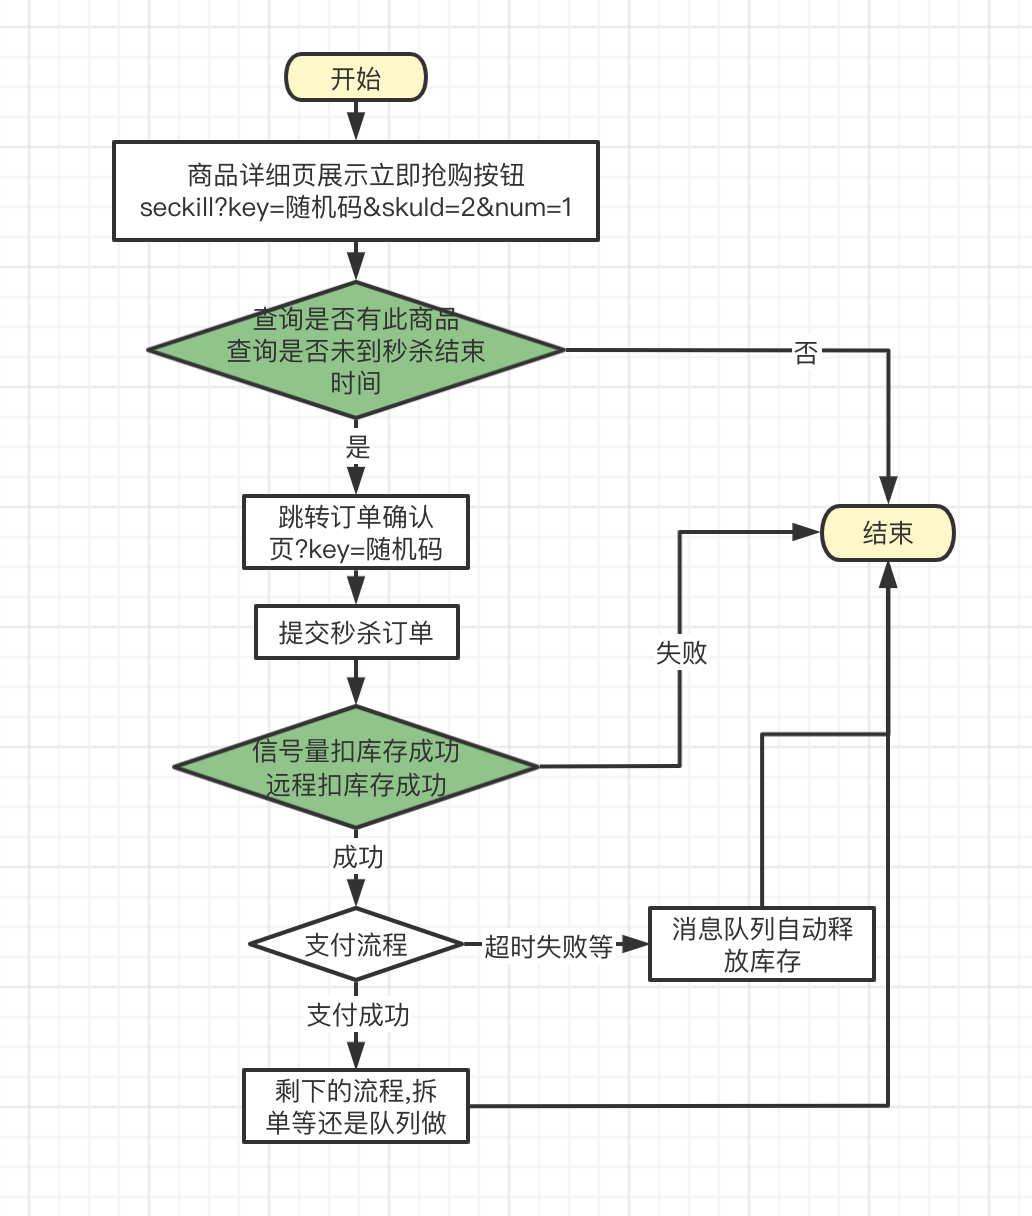 开始
商品详细页展示立即抢购按钮
seckill?key=随机码&skuId=2&num=1
查询是否有此商品
查询是否未到秒杀结束
时间
否
是
跳转订单确认
页?key=随机码
结束
提交秒杀订单
失败
信号量扣库存成功
远程扣库存成功
成功
支付流程
超时失败等
消息队列自动释
放库存
支付成功
剩下的流程,拆
单等还是队列做